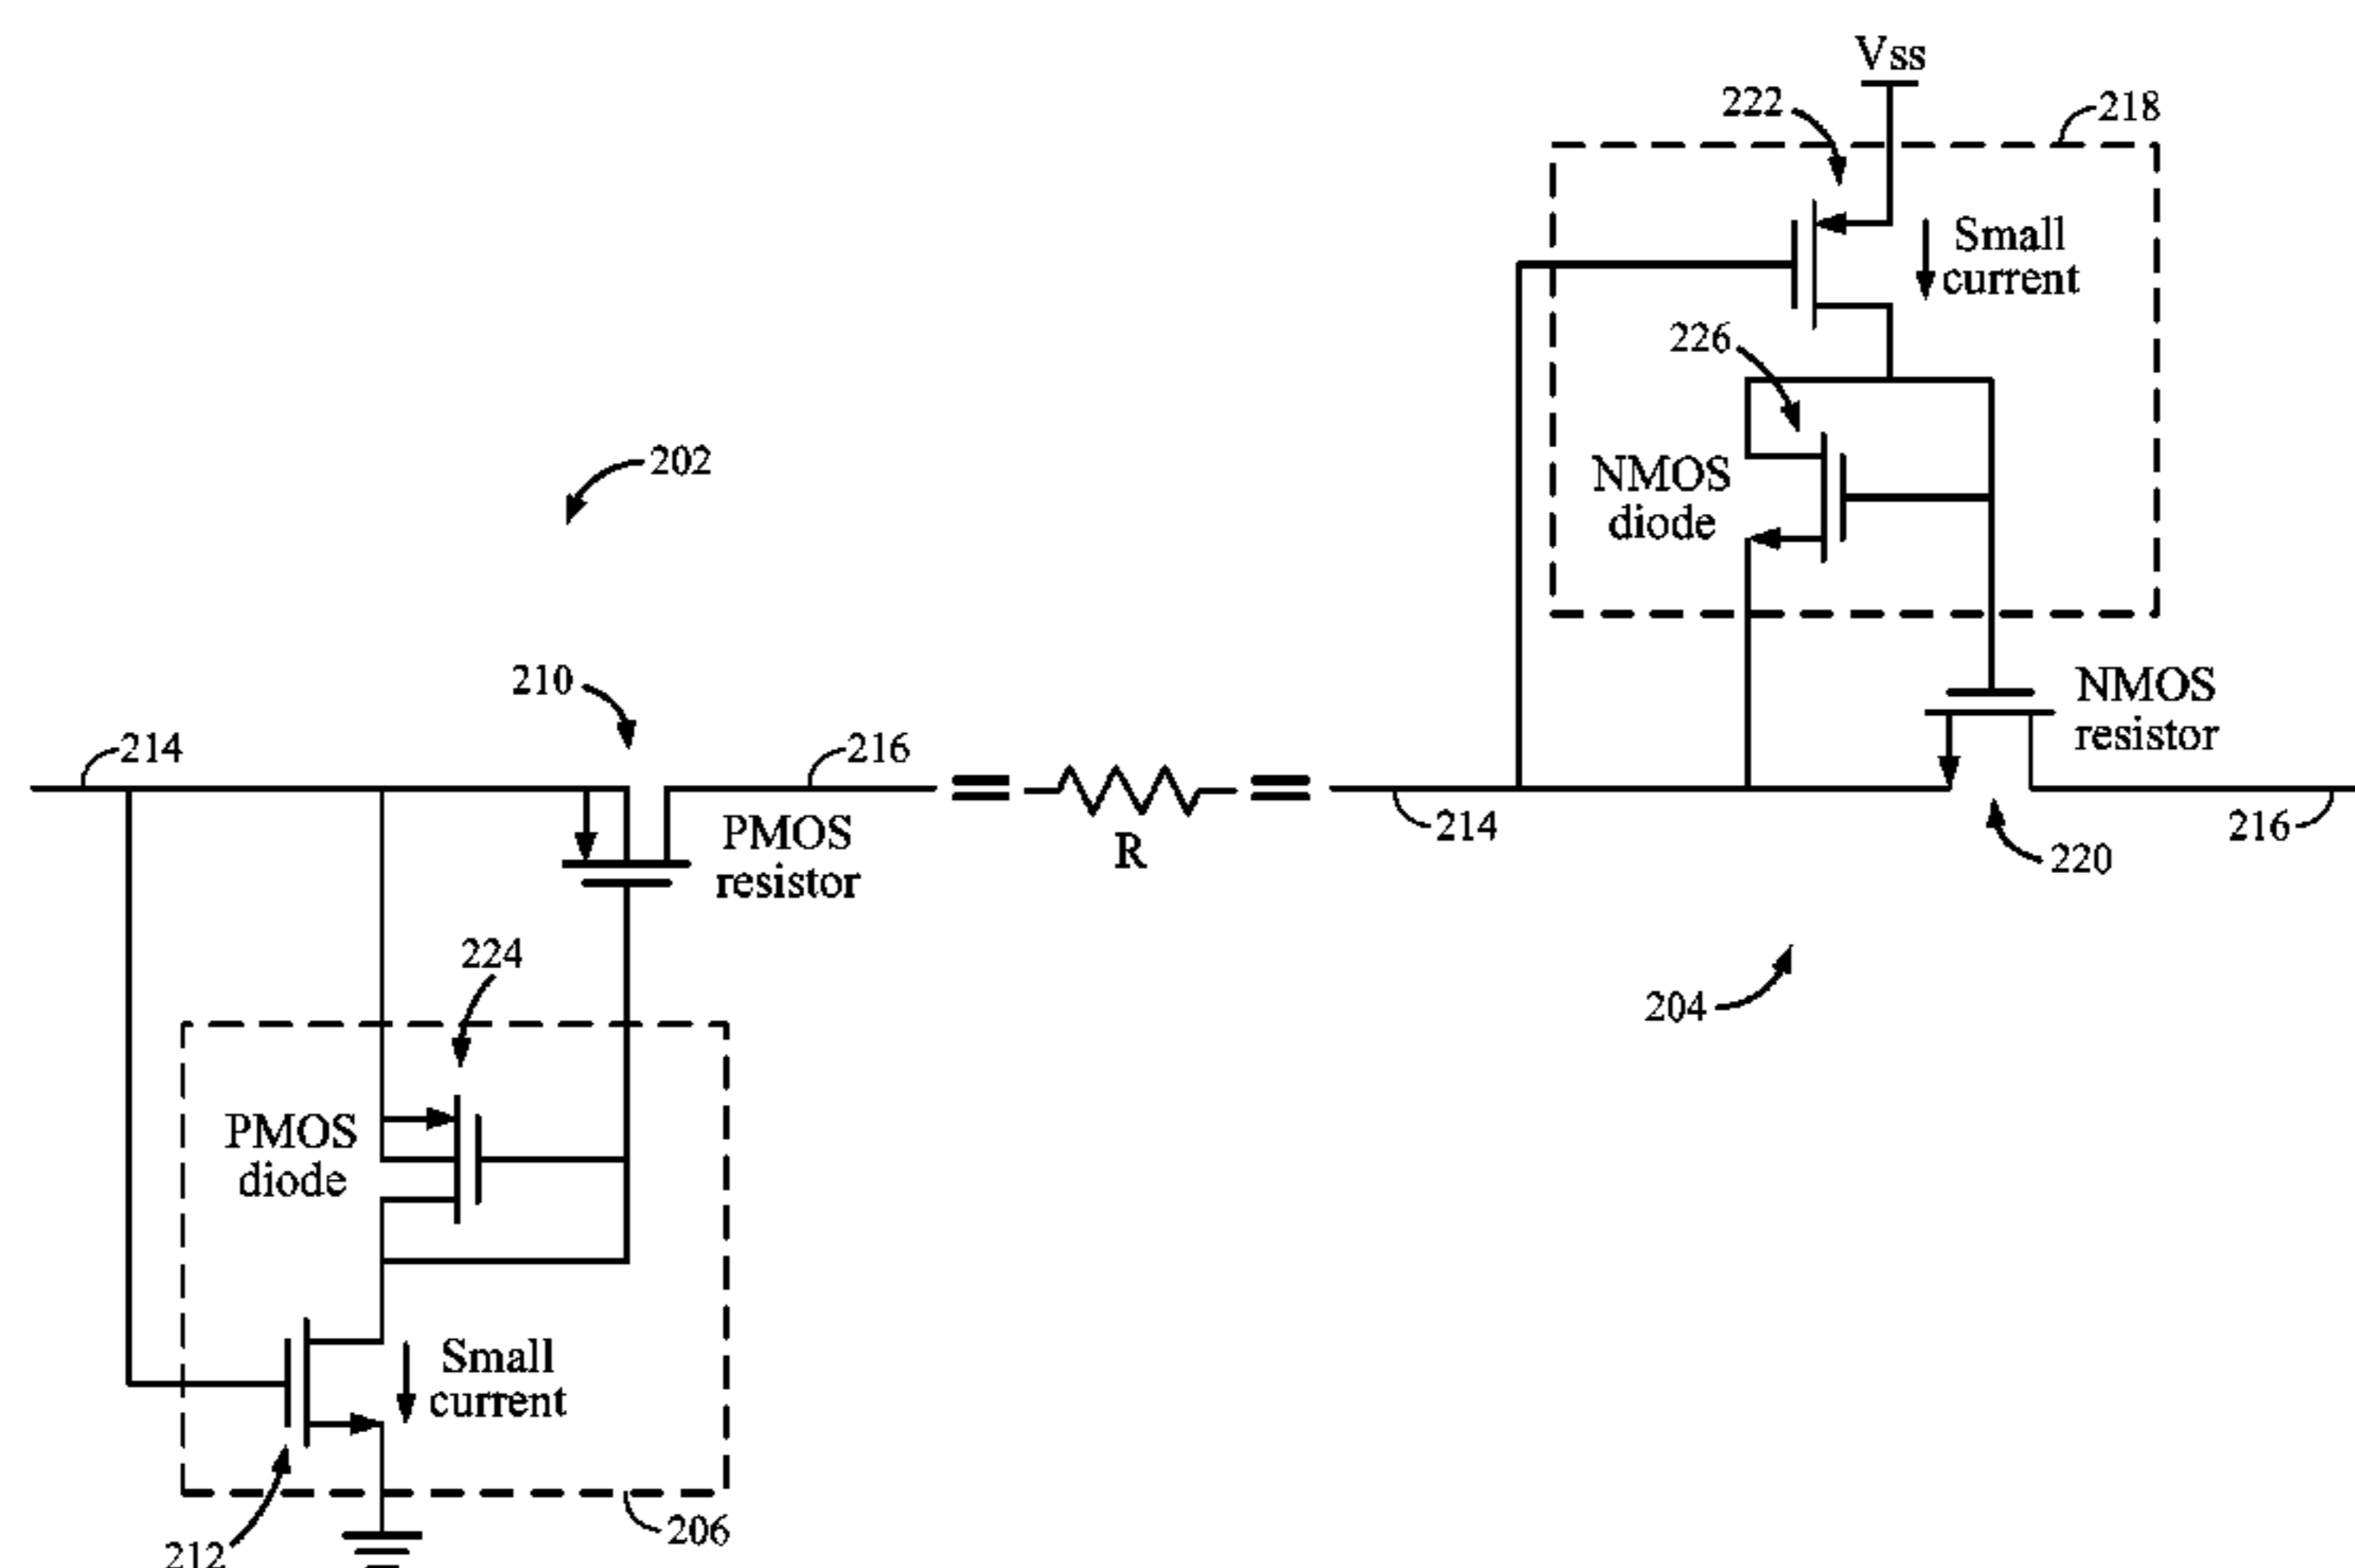 Vss
222
218
Small
current
226
202
NMOS
diode
210
NMOS
resistor
214
216
R
214
216
PMOS
resistor
220
224
204
PMOS
diode
Small
current
206
212